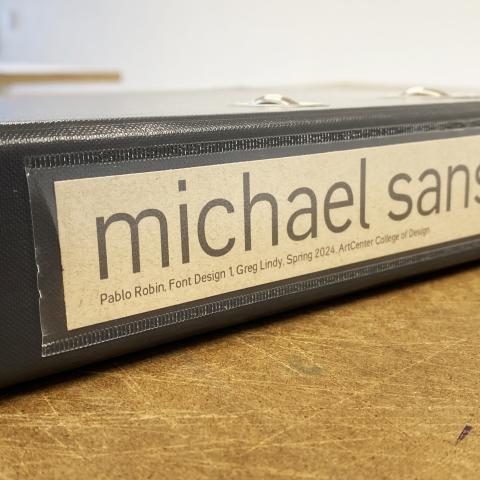 michael sans
Pablo Robin. Font Design 1. Greg Lindy. Spring 2024. ArtCenter College of Design